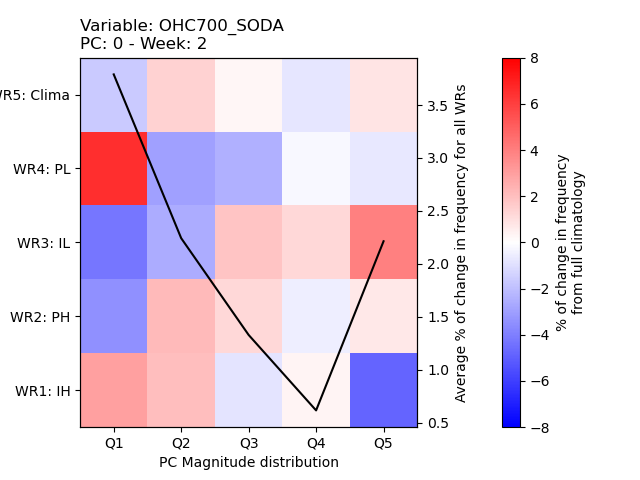 Variable: OHC700_SODA
PC: 0 - Week: 2
WR5: Clima
WR4: PL
WR3: IL
WR2: PH
WR1: IH
Q1 Q2 Q3 Q4 Q5
PC Magnitude distribution
3.5
3.0
2.5
2.0
1.5
1.0
0.5
Average % of change in frequency for all WRs
8
6
4
2
0
−2
−4
−6
−8
% of change in frequency
from full climatology